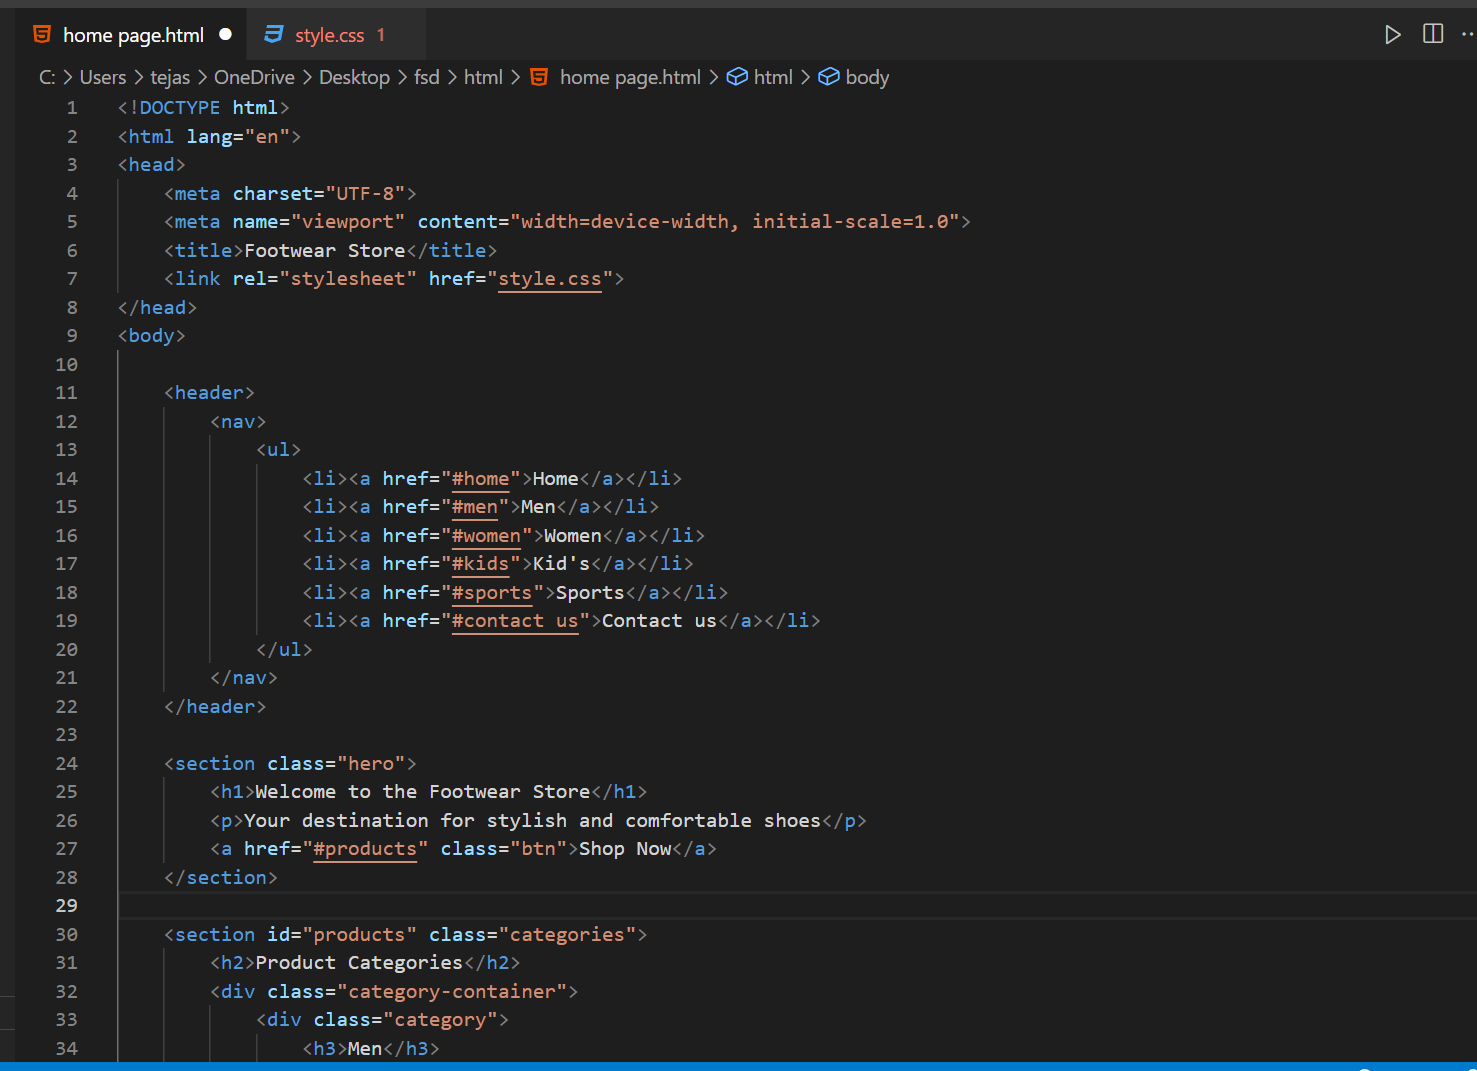 home page.html
style.css 1
C: > Users > tejas > OneDrive > Desktop > fsd > html > home page.html > html > body
1 <!DOCTYPE html>
2 <html lang="en">
3 <head>
4     <meta charset="UTF-8">
5     <meta name="viewport" content="width=device-width, initial-scale=1.0">
6     <title>Footwear Store</title>
7     <link rel="stylesheet" href="style.css">
8 </head>
9 <body>
10
11     <header>
12         <nav>
13             <ul>
14                 <li><a href="#home">Home</a></li>
15                 <li><a href="#men">Men</a></li>
16                 <li><a href="#women">Women</a></li>
17                 <li><a href="#kids">Kid's</a></li>
18                 <li><a href="#sports">Sports</a></li>
19                 <li><a href="#contact us">Contact us</a></li>
20             </ul>
21         </nav>
22     </header>
23
24     <section class="hero">
25         <h1>Welcome to the Footwear Store</h1>
26         <p>Your destination for stylish and comfortable shoes</p>
27         <a href="#products" class="btn">Shop Now</a>
28     </section>
29
30     <section id="products" class="categories">
31         <h2>Product Categories</h2>
32         <div class="category-container">
33             <div class="category">
34                 <h3>Men</h3>